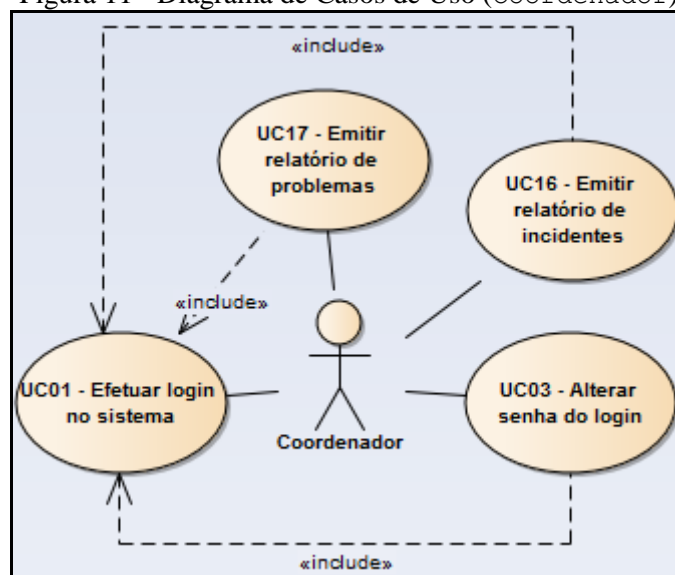 Figura 11 - Diagrama de Casos de Uso (Coordenador)
«include»
UC17 - Emitir
relatório de
problemas
UC16 - Emitir
relatório de
incidentes
«include»
UC01 - Efetuar login
no sistema
UC03 - Alterar
senha do login
Coordenador
«include»